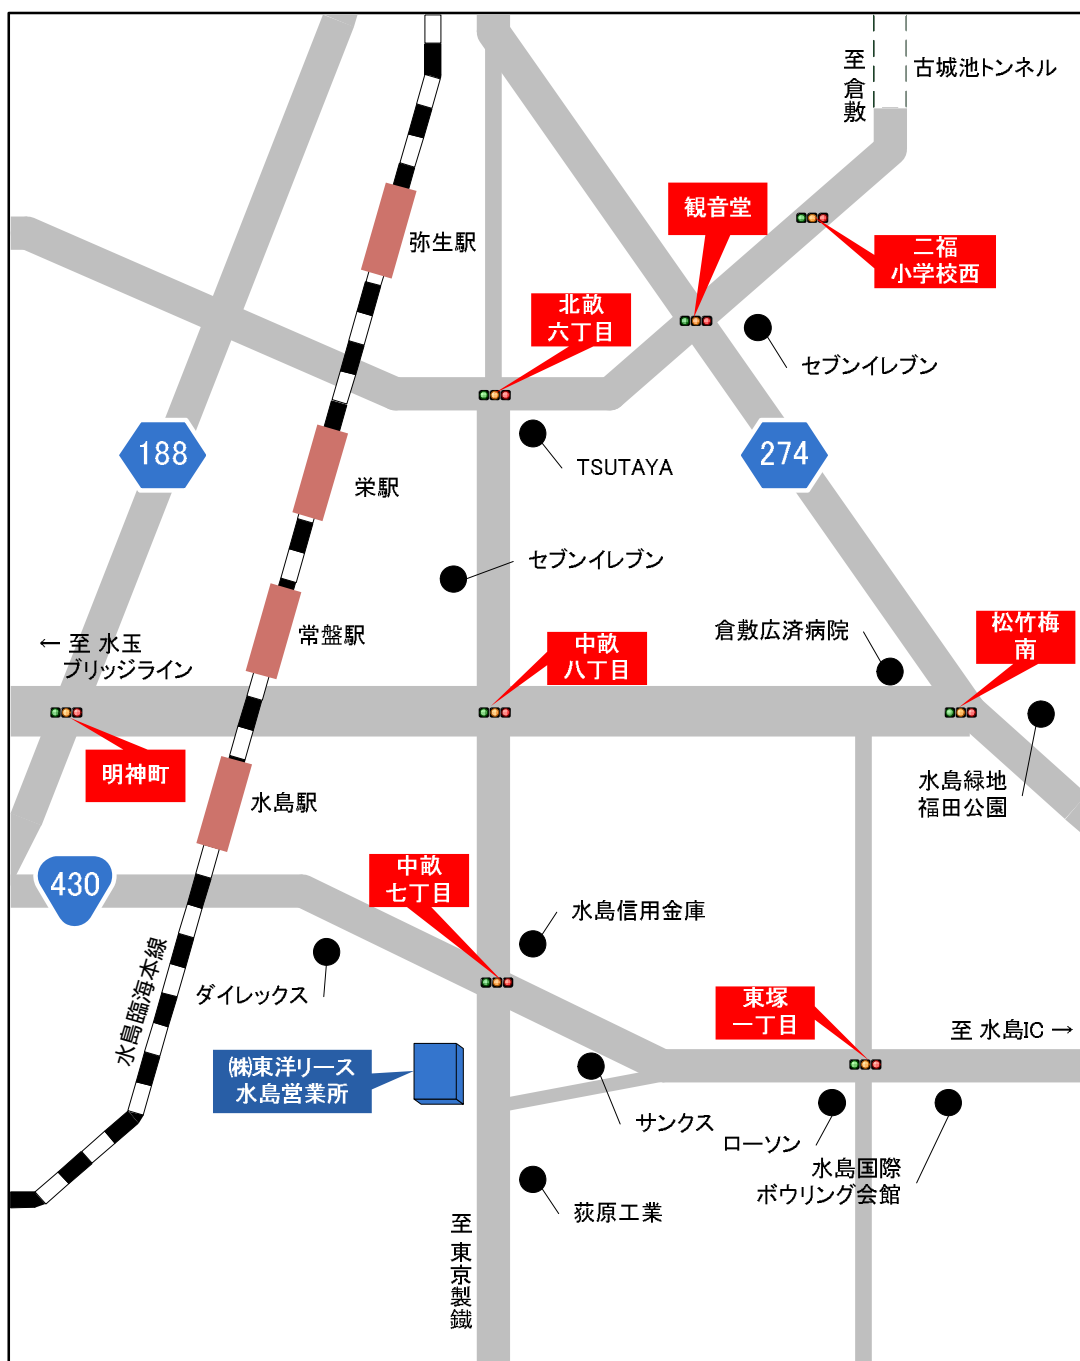 至倉敷
古城池トンネル
観音堂
二福
小学校西
弥生駅
北畝
六丁目
セブンイレブン
188
274
栄駅
TSUTAYA
セブンイレブン
常盤駅
← 至 水玉
ブリッジライン
中畝
八丁目
倉敷広済病院
松竹梅
南
明神町
水島駅
水島緑地
福田公園
430
中畝
七丁目
水島信用金庫
水島臨海本線
ダイレックス
東塚
一丁目
至 水島IC →
㈱東洋リース
水島営業所
サンクス
ローソン
水島国際
ボウリング会館
荻原工業
至東京製鐵